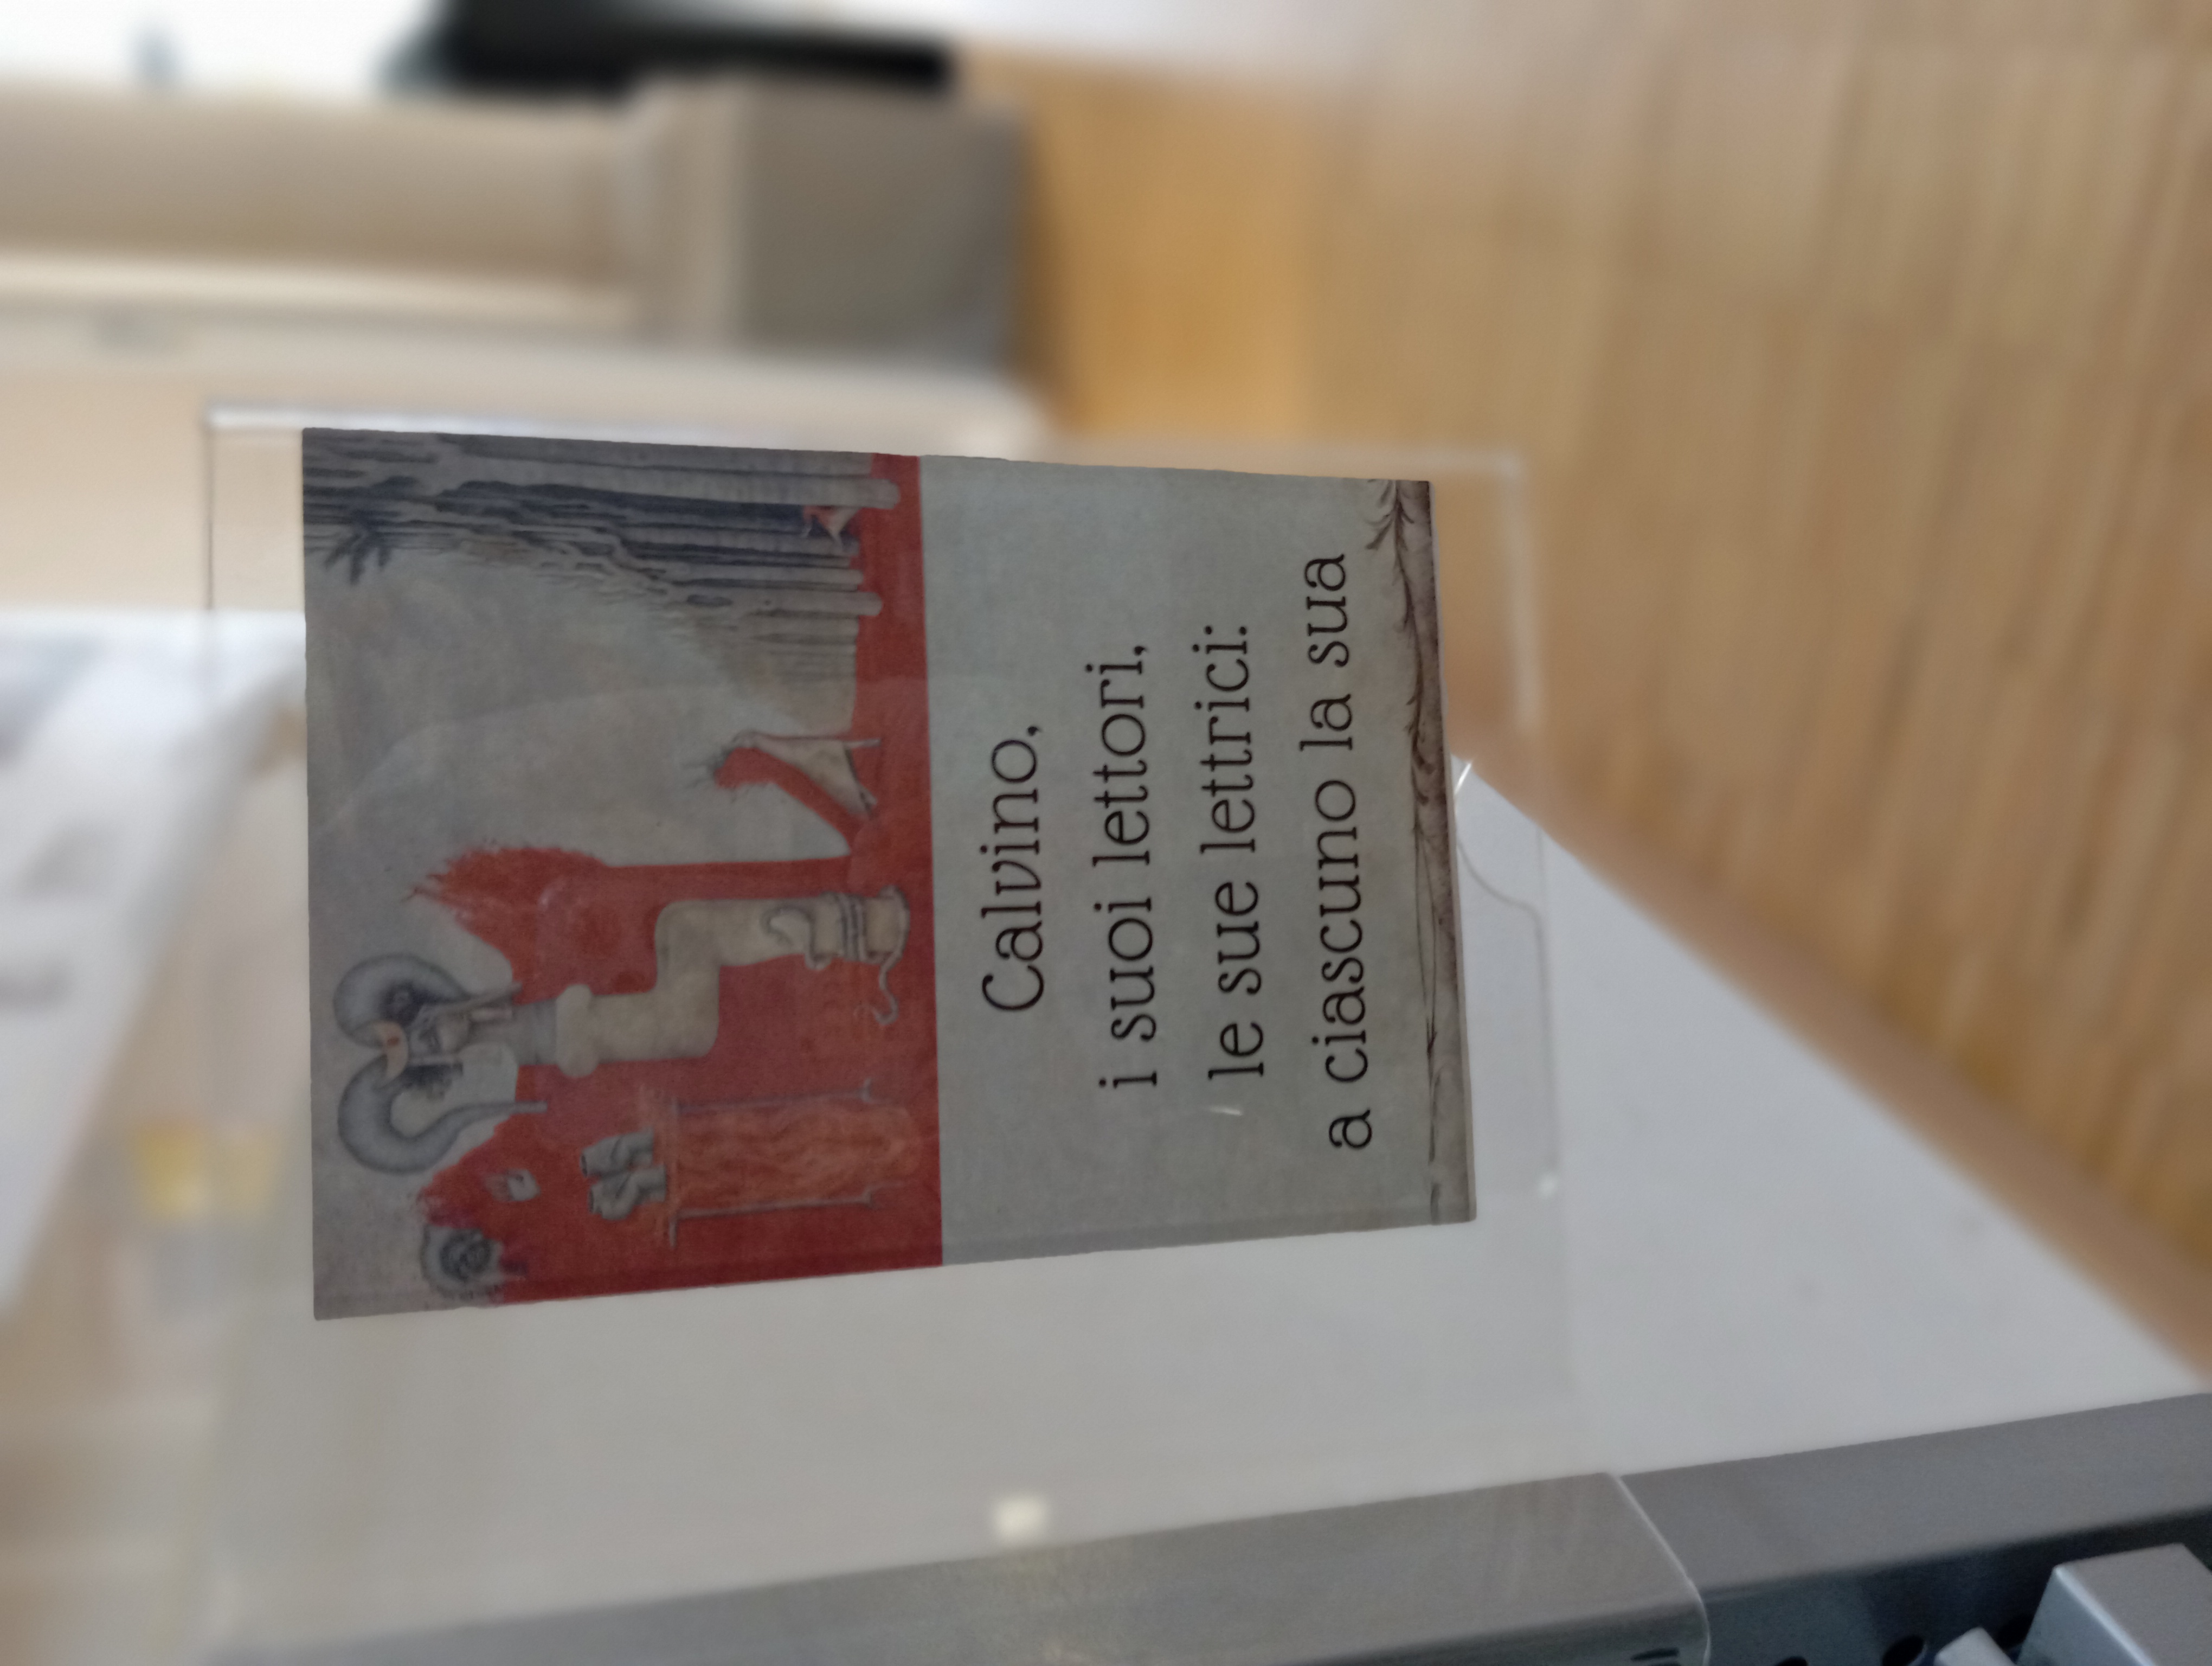 Calvino,
i suoi lettori,
le sue lettrici:
a ciascuno la sua